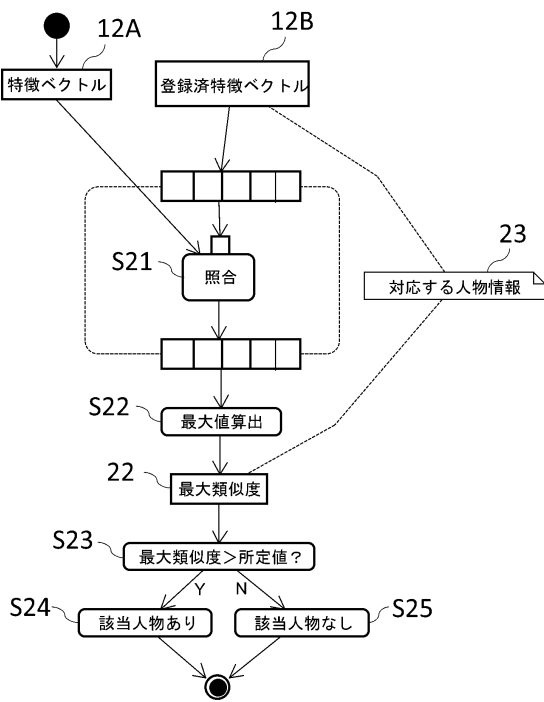 12A
12B
特徴ベクトル
登録済特徴ベクトル
S21
照合
23
対応する人物情報
S22
最大値算出
22
最大類似度
S23
最大類似度＞所定値？
Y
N
S24
該当人物あり
該当人物なし
S25